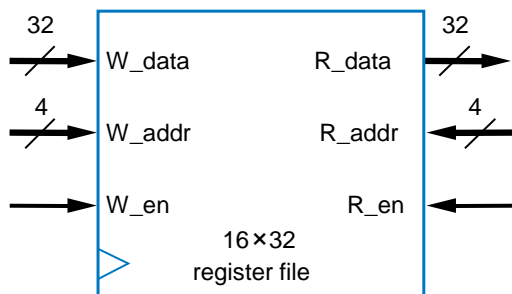 32 32
W_data R_data
4 4
W_addr R_addr
W_en R_en
16×32
register file